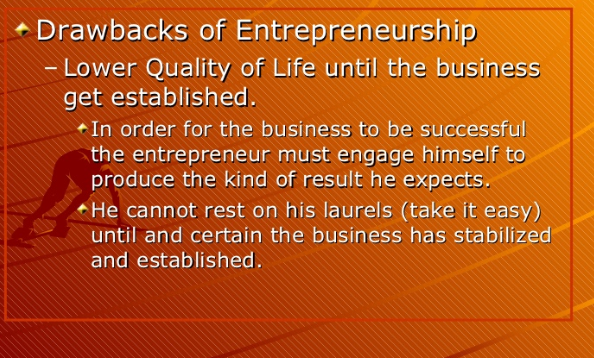 Drawbacks of Entrepreneurship
– Lower Quality of Life until the business
get established.
In order for the business to be successful
the entrepreneur must engage himself to
produce the kind of result he expects.
He cannot rest on his laurels (take it easy)
until and certain the business has stabilized
and established.